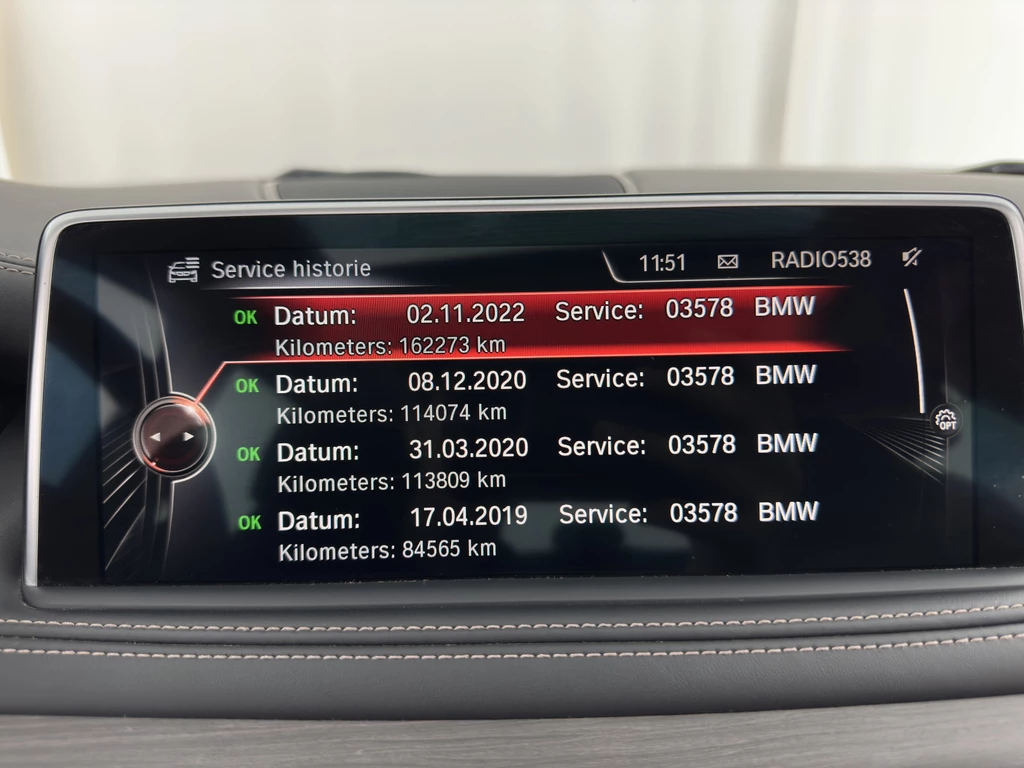 Service historie 11:51 RADIO538
OK Datum: 02.11.2022 Service: 03578 BMW
Kilometers: 162273 km
OK Datum: 08.12.2020 Service: 03578 BMW
Kilometers: 114074 km
OK Datum: 31.03.2020 Service: 03578 BMW
Kilometers: 113809 km
OPT
OK Datum: 17.04.2019 Service: 03578 BMW
Kilometers: 84565 km